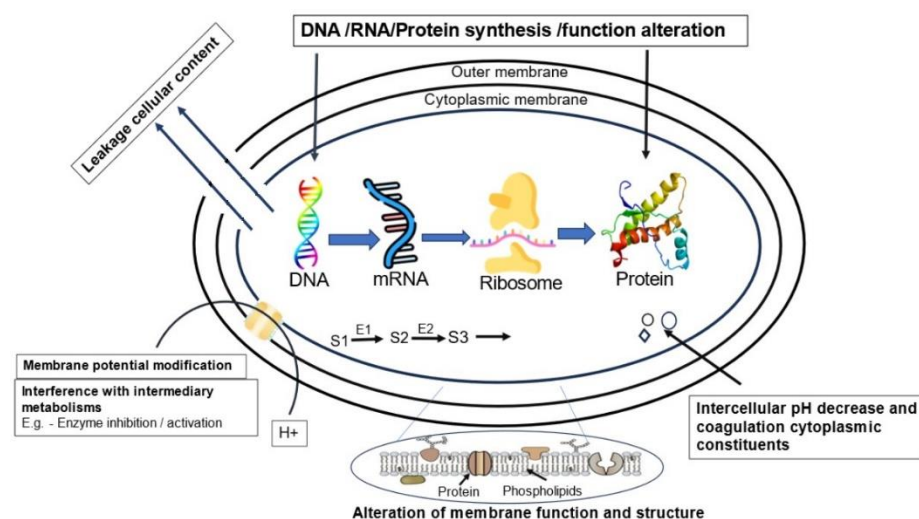 DNA /RNA/Protein synthesis /function alteration
Outer membrane
Cytoplasmic membrane
Leakage cellular content
DNA
mRNA
Ribosome
Protein
S1
E1
S2
E2
S3
Membrane potential modification
Interference with intermediary
metabolisms
E.g. - Enzyme inhibition / activation
H+
Intercellular pH decrease and
coagulation cytoplasmic
constituents
Protein
Phospholipids
Alteration of membrane function and structure